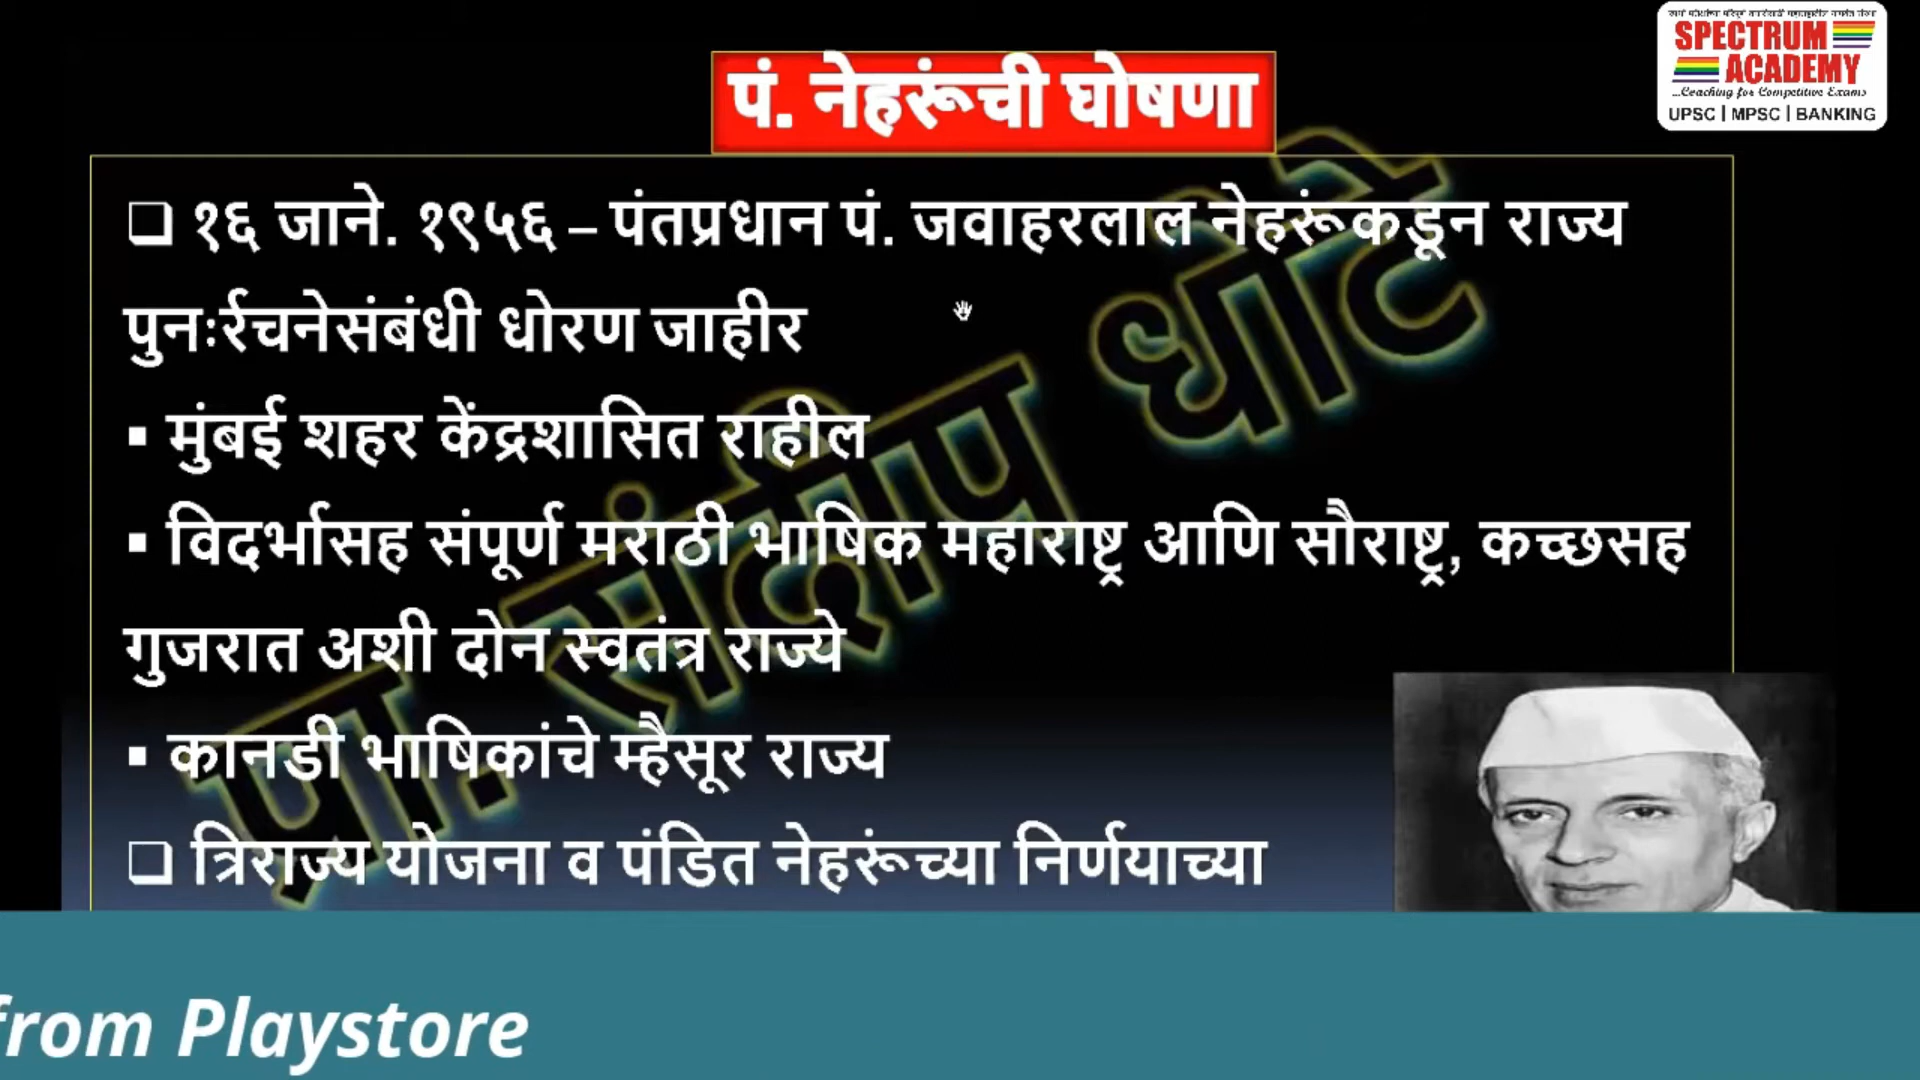 SPECTRUM
ACADEMY
...Coaching for Competitive Exams
UPSC | MPSC | BANKING
पं. नेहरूंची घोषणा
❑ १६ जाने. १९५६ – पंतप्रधान पं. जवाहरलाल नेहरूंकडून राज्य
पुनःर्रचनेसंबंधी धोरण जाहीर
▪ मुंबई शहर केंद्रशासित राहील
▪ विदर्भासह संपूर्ण मराठी भाषिक महाराष्ट्र आणि सौराष्ट्र, कच्छसह
गुजरात अशी दोन स्वतंत्र राज्ये
▪ कानडी भाषिकांचे म्हैसूर राज्य
❑ त्रिराज्य योजना व पंडित नेहरूंच्या निर्णयाच्या
प्रा. संदीप धोटे
from Playstore